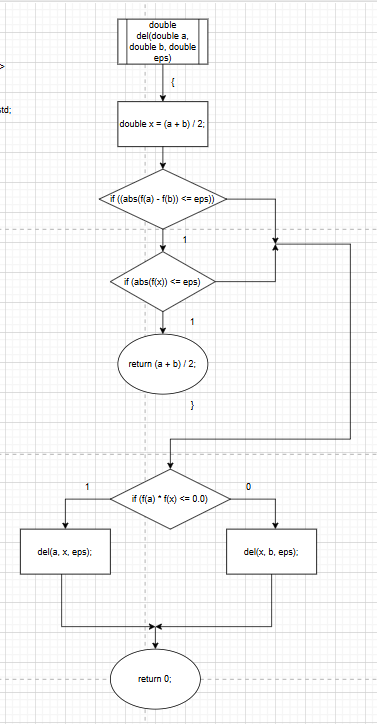 double
del(double a,
double b, double
eps)
>
{
td;
double x = (a + b) / 2;
if ((abs(f(a) - f(b)) <= eps))
1
if (abs(f(x)) <= eps)
1
return (a + b) / 2;
}
1
0
if (f(a) * f(x) <= 0.0)
del(a, x, eps);
del(x, b, eps);
return 0;